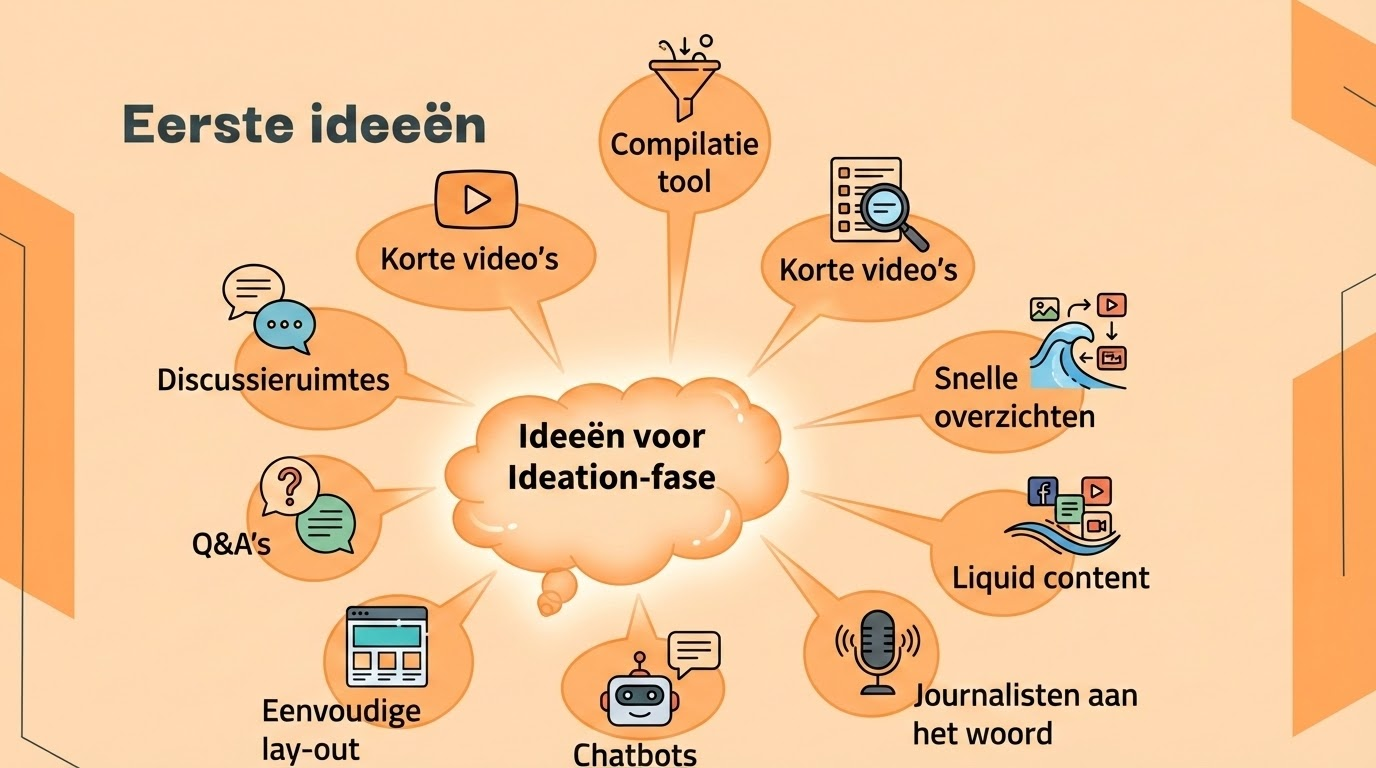 Eerste ideeën
Compilatie
tool
Korte video's
Korte video's
Discussieruimtes
Snelle
overzichten
Ideeën voor
Ideation-fase
Q&A's
Liquid content
Eenvoudige
lay-out
Chatbots
Journalisten aan
het woord